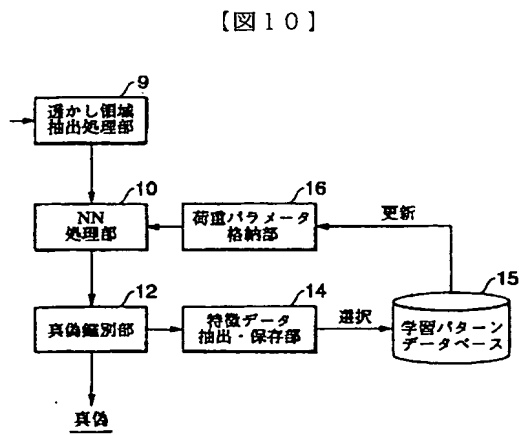 【図１０】
9
透かし領域
抽出処理部
10
NN
処理部
16
荷重パラメータ
格納部
更新
12
真偽鑑別部
14
特徴データ
抽出・保存部
選択
15
学習パターン
データベース
真偽